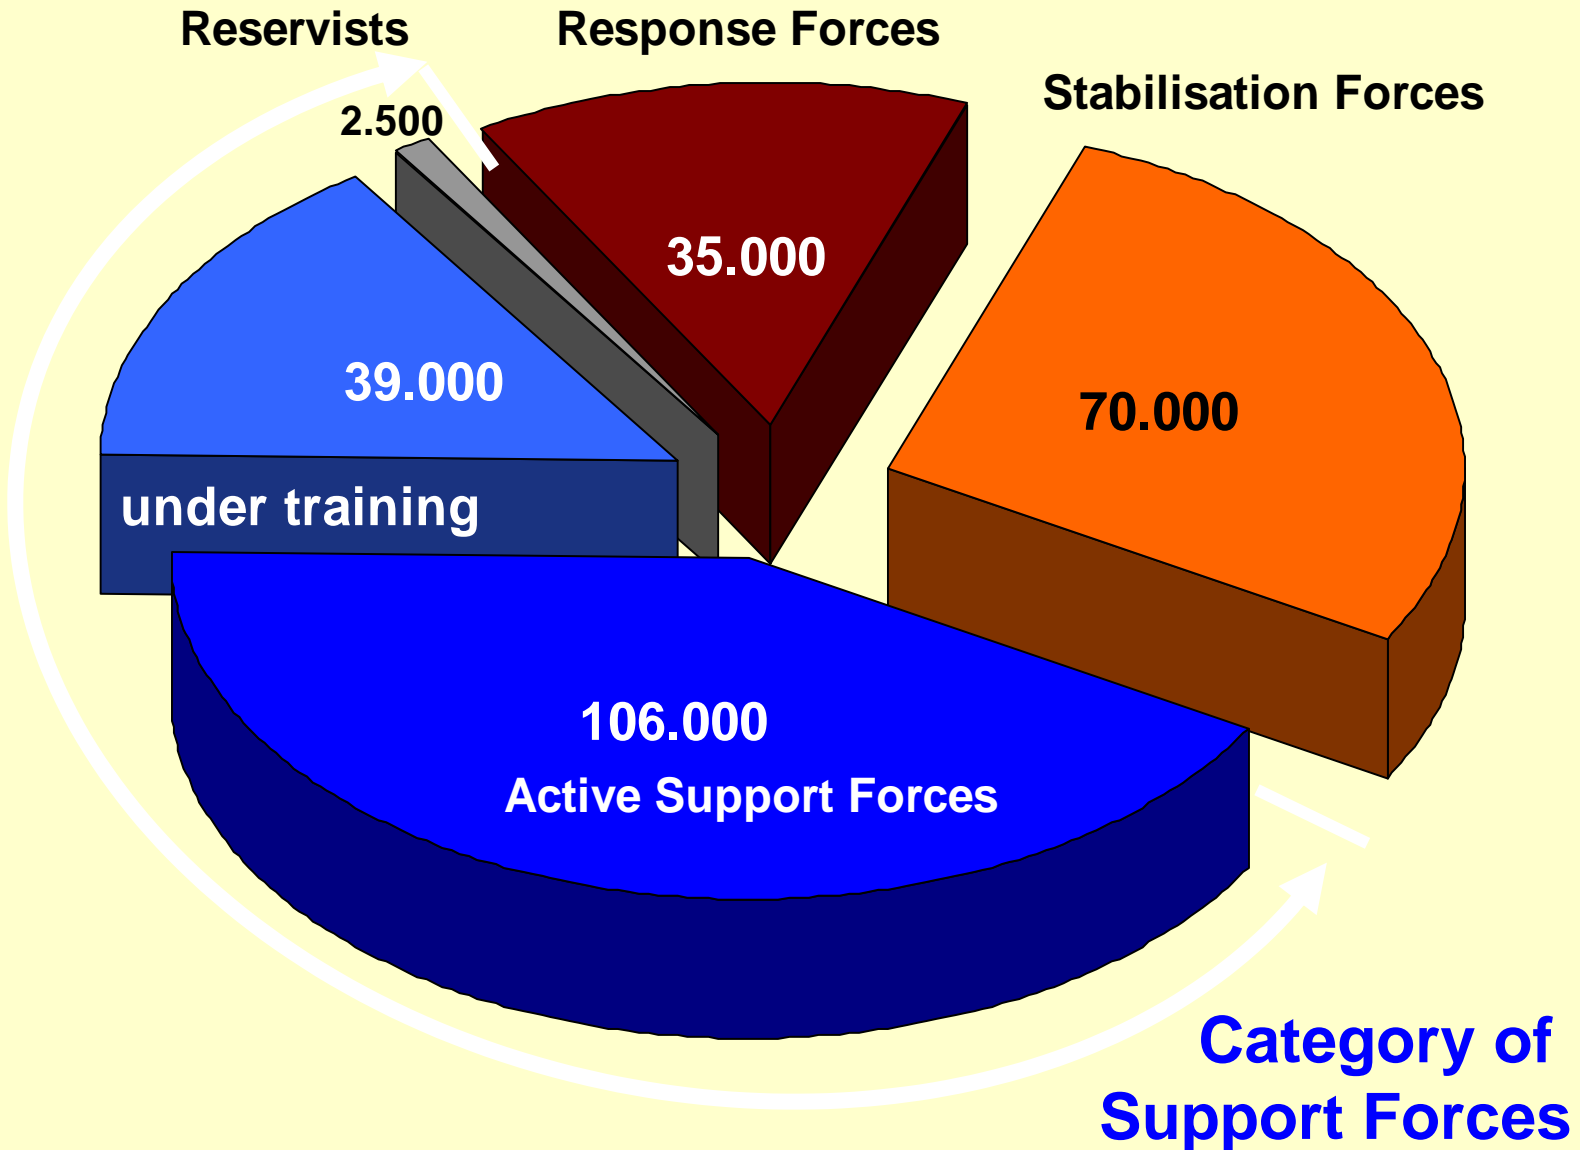 Reservists
Response Forces
Stabilisation Forces
2.500
35.000
39.000
70.000
under training
106.000
Active Support Forces
Category of
Support Forces